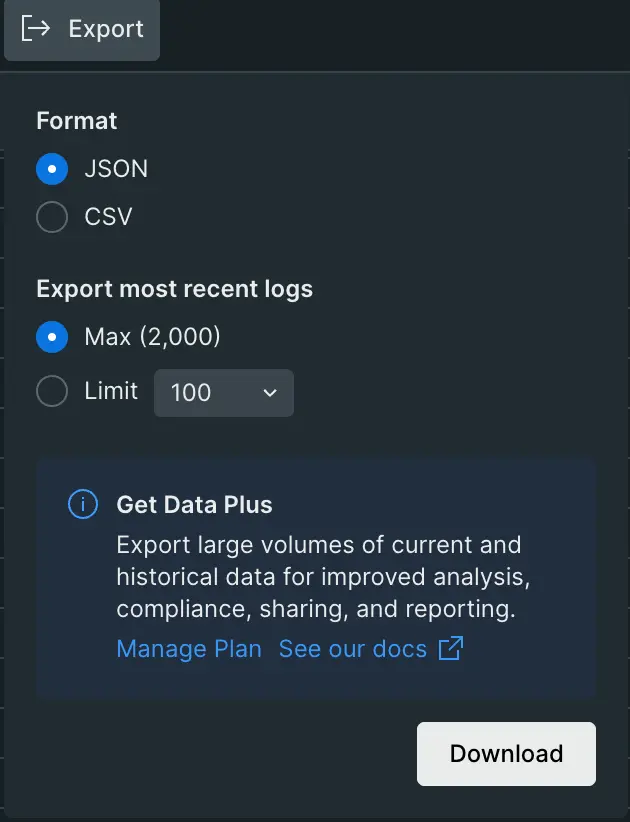 Export
Format
JSON
CSV
Export most recent logs
Max (2,000)
Limit 100
Get Data Plus
Export large volumes of current and
historical data for improved analysis,
compliance, sharing, and reporting.
Manage Plan See our docs
Download